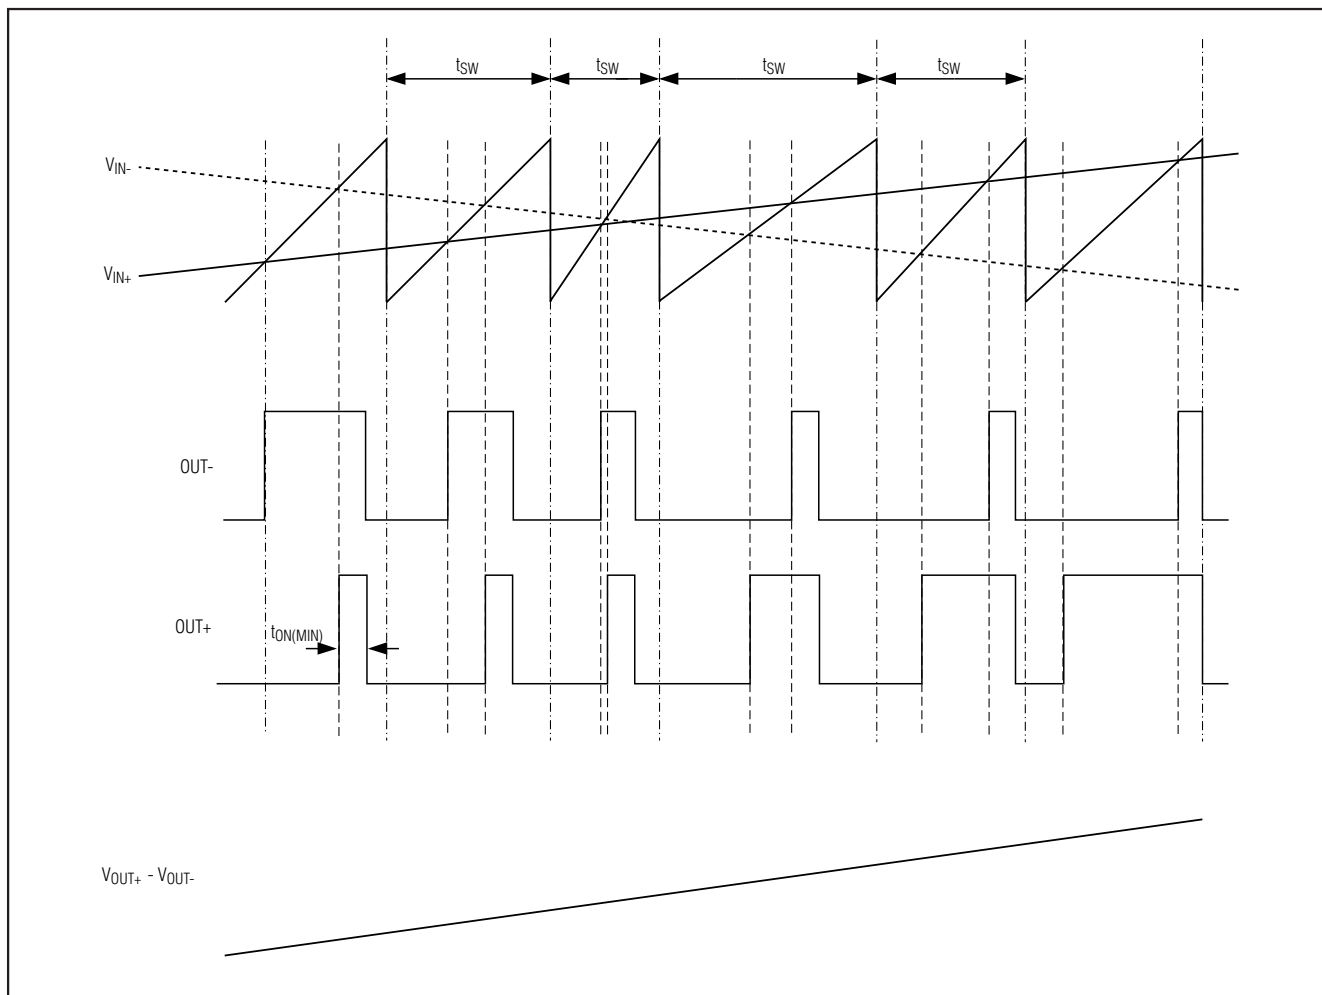 tSW tSW tSW tSW
VIN-
VIN+
OUT-
OUT+
tON(MIN)
VOUT+ - VOUT-